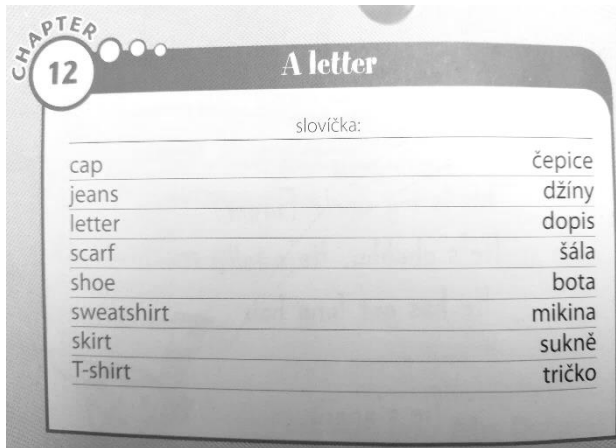 CHAPTER
12
A letter
slovíčka:
cap čepice
jeans džíny
letter dopis
scarf šála
shoe bota
sweatshirt mikina
skirt sukně
T-shirt tričko